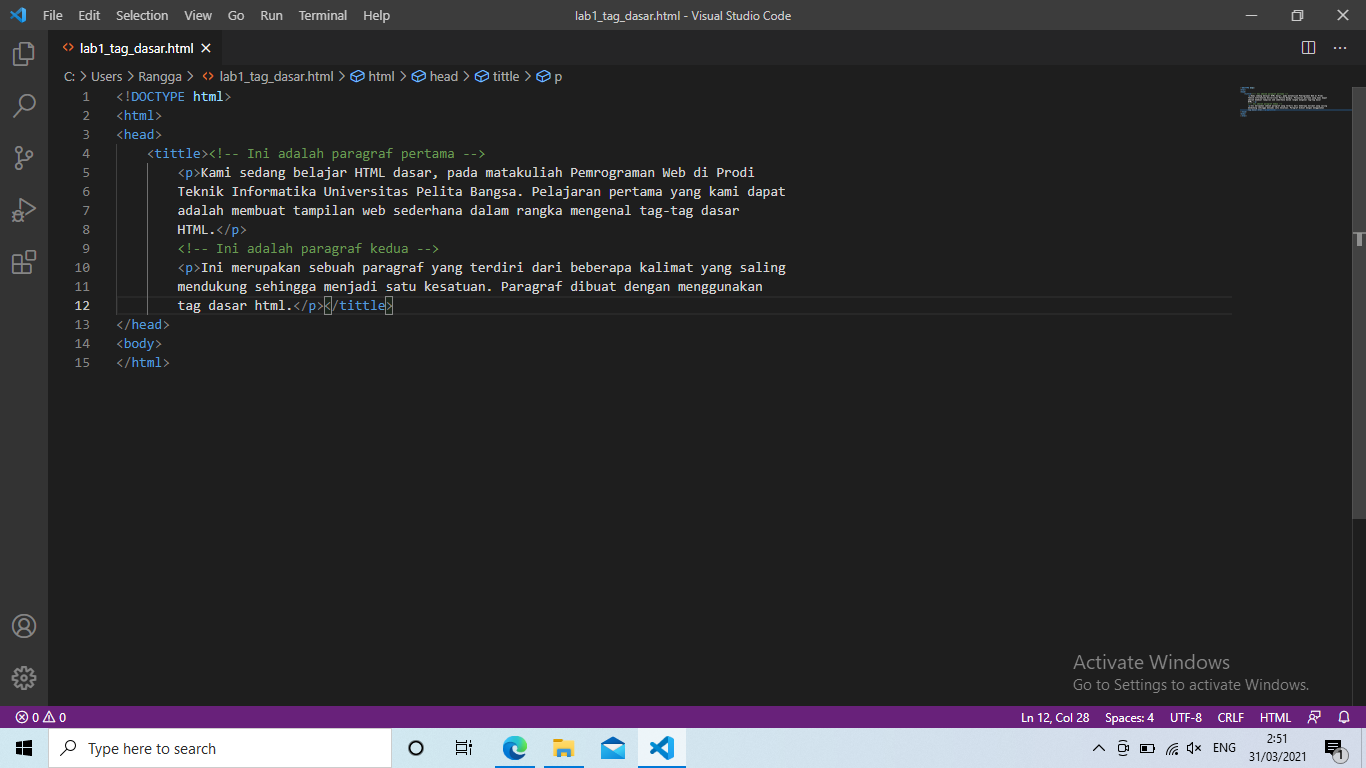 File Edit Selection View Go Run Terminal Help
lab1_tag_dasar.html - Visual Studio Code
lab1_tag_dasar.html
C: > Users > Rangga > lab1_tag_dasar.html > html > head > tittle > p
1 <!DOCTYPE html>
2 <html>
3 <head>
4 <tittle><!-- Ini adalah paragraf pertama -->
5 <p>Kami sedang belajar HTML dasar, pada matakuliah Pemrograman Web di Prodi
6 Teknik Informatika Universitas Pelita Bangsa. Pelajaran pertama yang kami dapat
7 adalah membuat tampilan web sederhana dalam rangka mengenal tag-tag dasar
8 HTML.</p>
9 <!-- Ini adalah paragraf kedua -->
10 <p>Ini merupakan sebuah paragraf yang terdiri dari beberapa kalimat yang saling
11 mendukung sehingga menjadi satu kesatuan. Paragraf dibuat dengan menggunakan
12 tag dasar html.</p></tittle>
13 </head>
14 <body>
15 </html>
Activate Windows
Go to Settings to activate Windows.
0 0 Ln 12, Col 28 Spaces: 4 UTF-8 CRLF HTML
Type here to search
ENG
2:51
31/03/2021
1